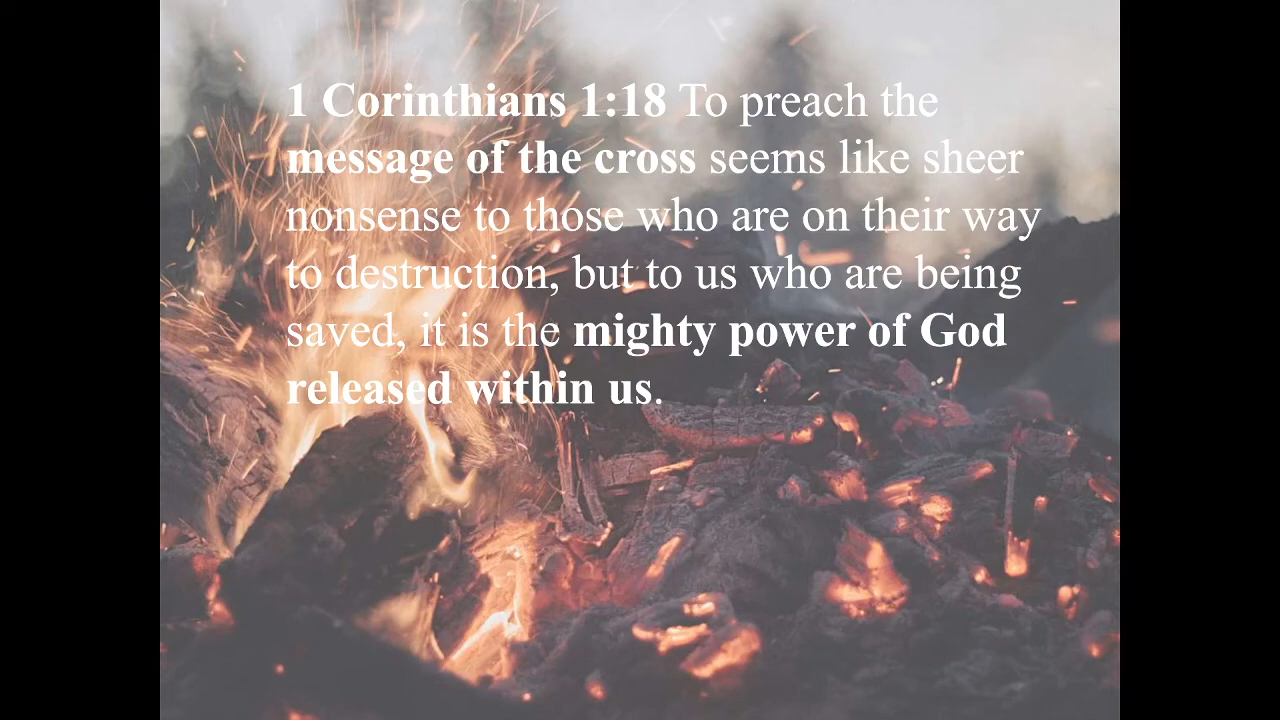 1 Corinthians 1:18 To preach the
message of the cross seems like sheer
nonsense to those who are on their way
to destruction, but to us who are being
saved, it is the mighty power of God
released within us.